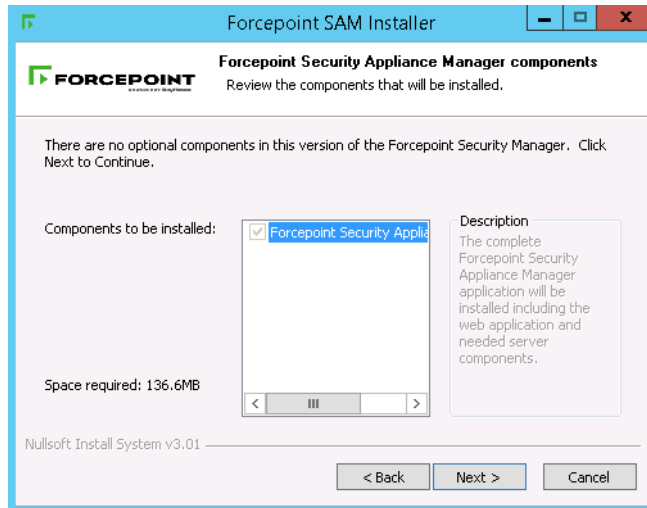 Forcepoint SAM Installer
FORCEPOINT
Forcepoint Security Appliance Manager components
Review the components that will be installed.
There are no optional components in this version of the Forcepoint Security Manager. Click
Next to Continue.
Components to be installed:
Forcepoint Security Applia
Description
The complete
Forcepoint Security
Appliance Manager
application will be
installed including the
web application and
needed server
components.
Space required: 136.6MB
Nullsoft Install System v3.01
< Back
Next >
Cancel